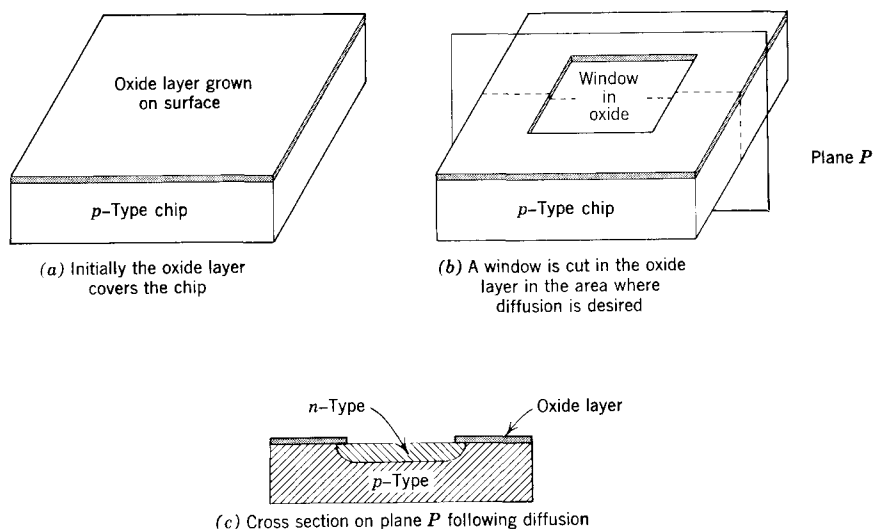 Oxide layer grown
on surface
p-Type chip
(a) Initially the oxide layer
covers the chip
Window
in
oxide
Plane P
p-Type chip
(b) A window is cut in the oxide
layer in the area where
diffusion is desired
n-Type
Oxide layer
p-Type
(c) Cross section on plane P following diffusion